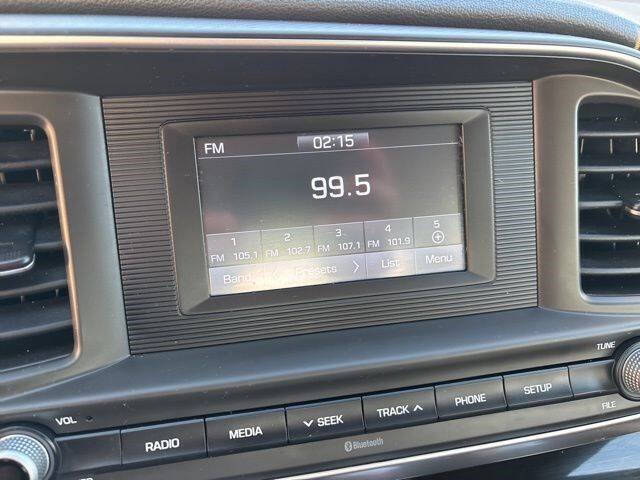 FM 02:15
99.5
1 2 3 4 5
FM 105.1 FM 102.7 FM 107.1 FM 101.9
Band Presets List Menu
TUNE
VOL RADIO MEDIA SEEK TRACK PHONE SETUP
FILE
Bluetooth